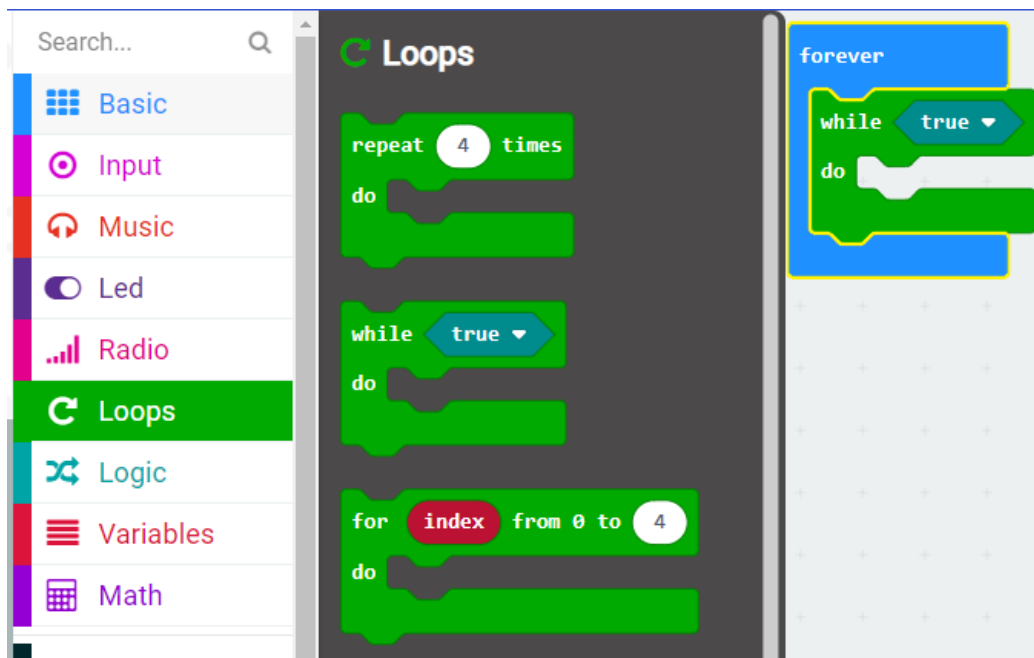 Search...
Basic
Input
Music
Led
Radio
Loops
Logic
Variables
Math
Loops
repeat 4 times
do
while true
do
for index from 0 to 4
do
forever
while true
do